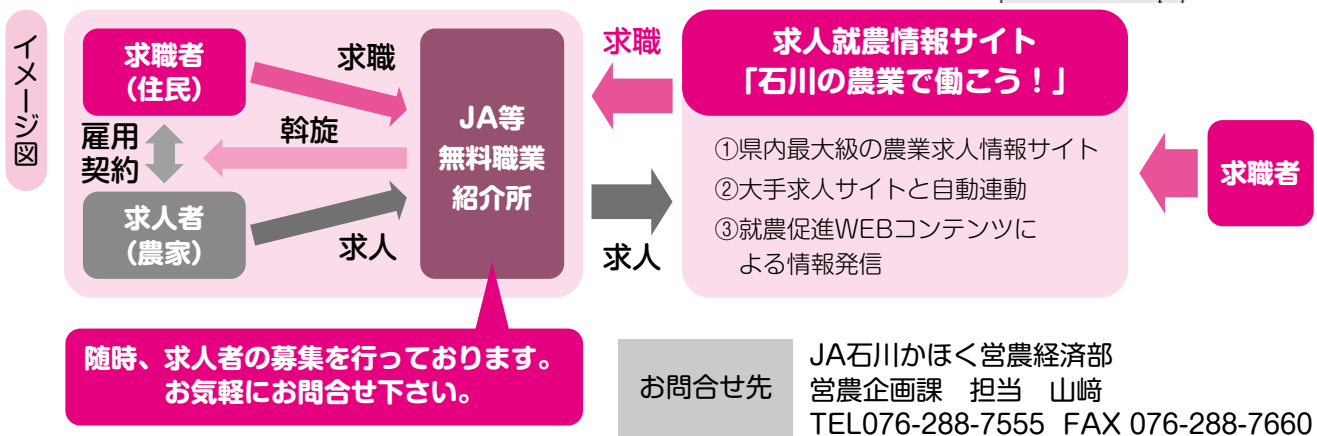 イメージ図
求職者
（住民）
求職
雇用
契約
斡旋
求人者
（農家）
求人
JA等
無料職業
紹介所
求職
求人
求人就農情報サイト
「石川の農業で働こう！」
①県内最大級の農業求人情報サイト
②大手求人サイトと自動連動
③就農促進WEBコンテンツに
よる情報発信
求職者
随時、求人者の募集を行っております。
お気軽にお問合せ下さい。
お問合せ先
JA石川かほく営農経済部
営農企画課　担当　山﨑
TEL076-288-7555 FAX 076-288-7660